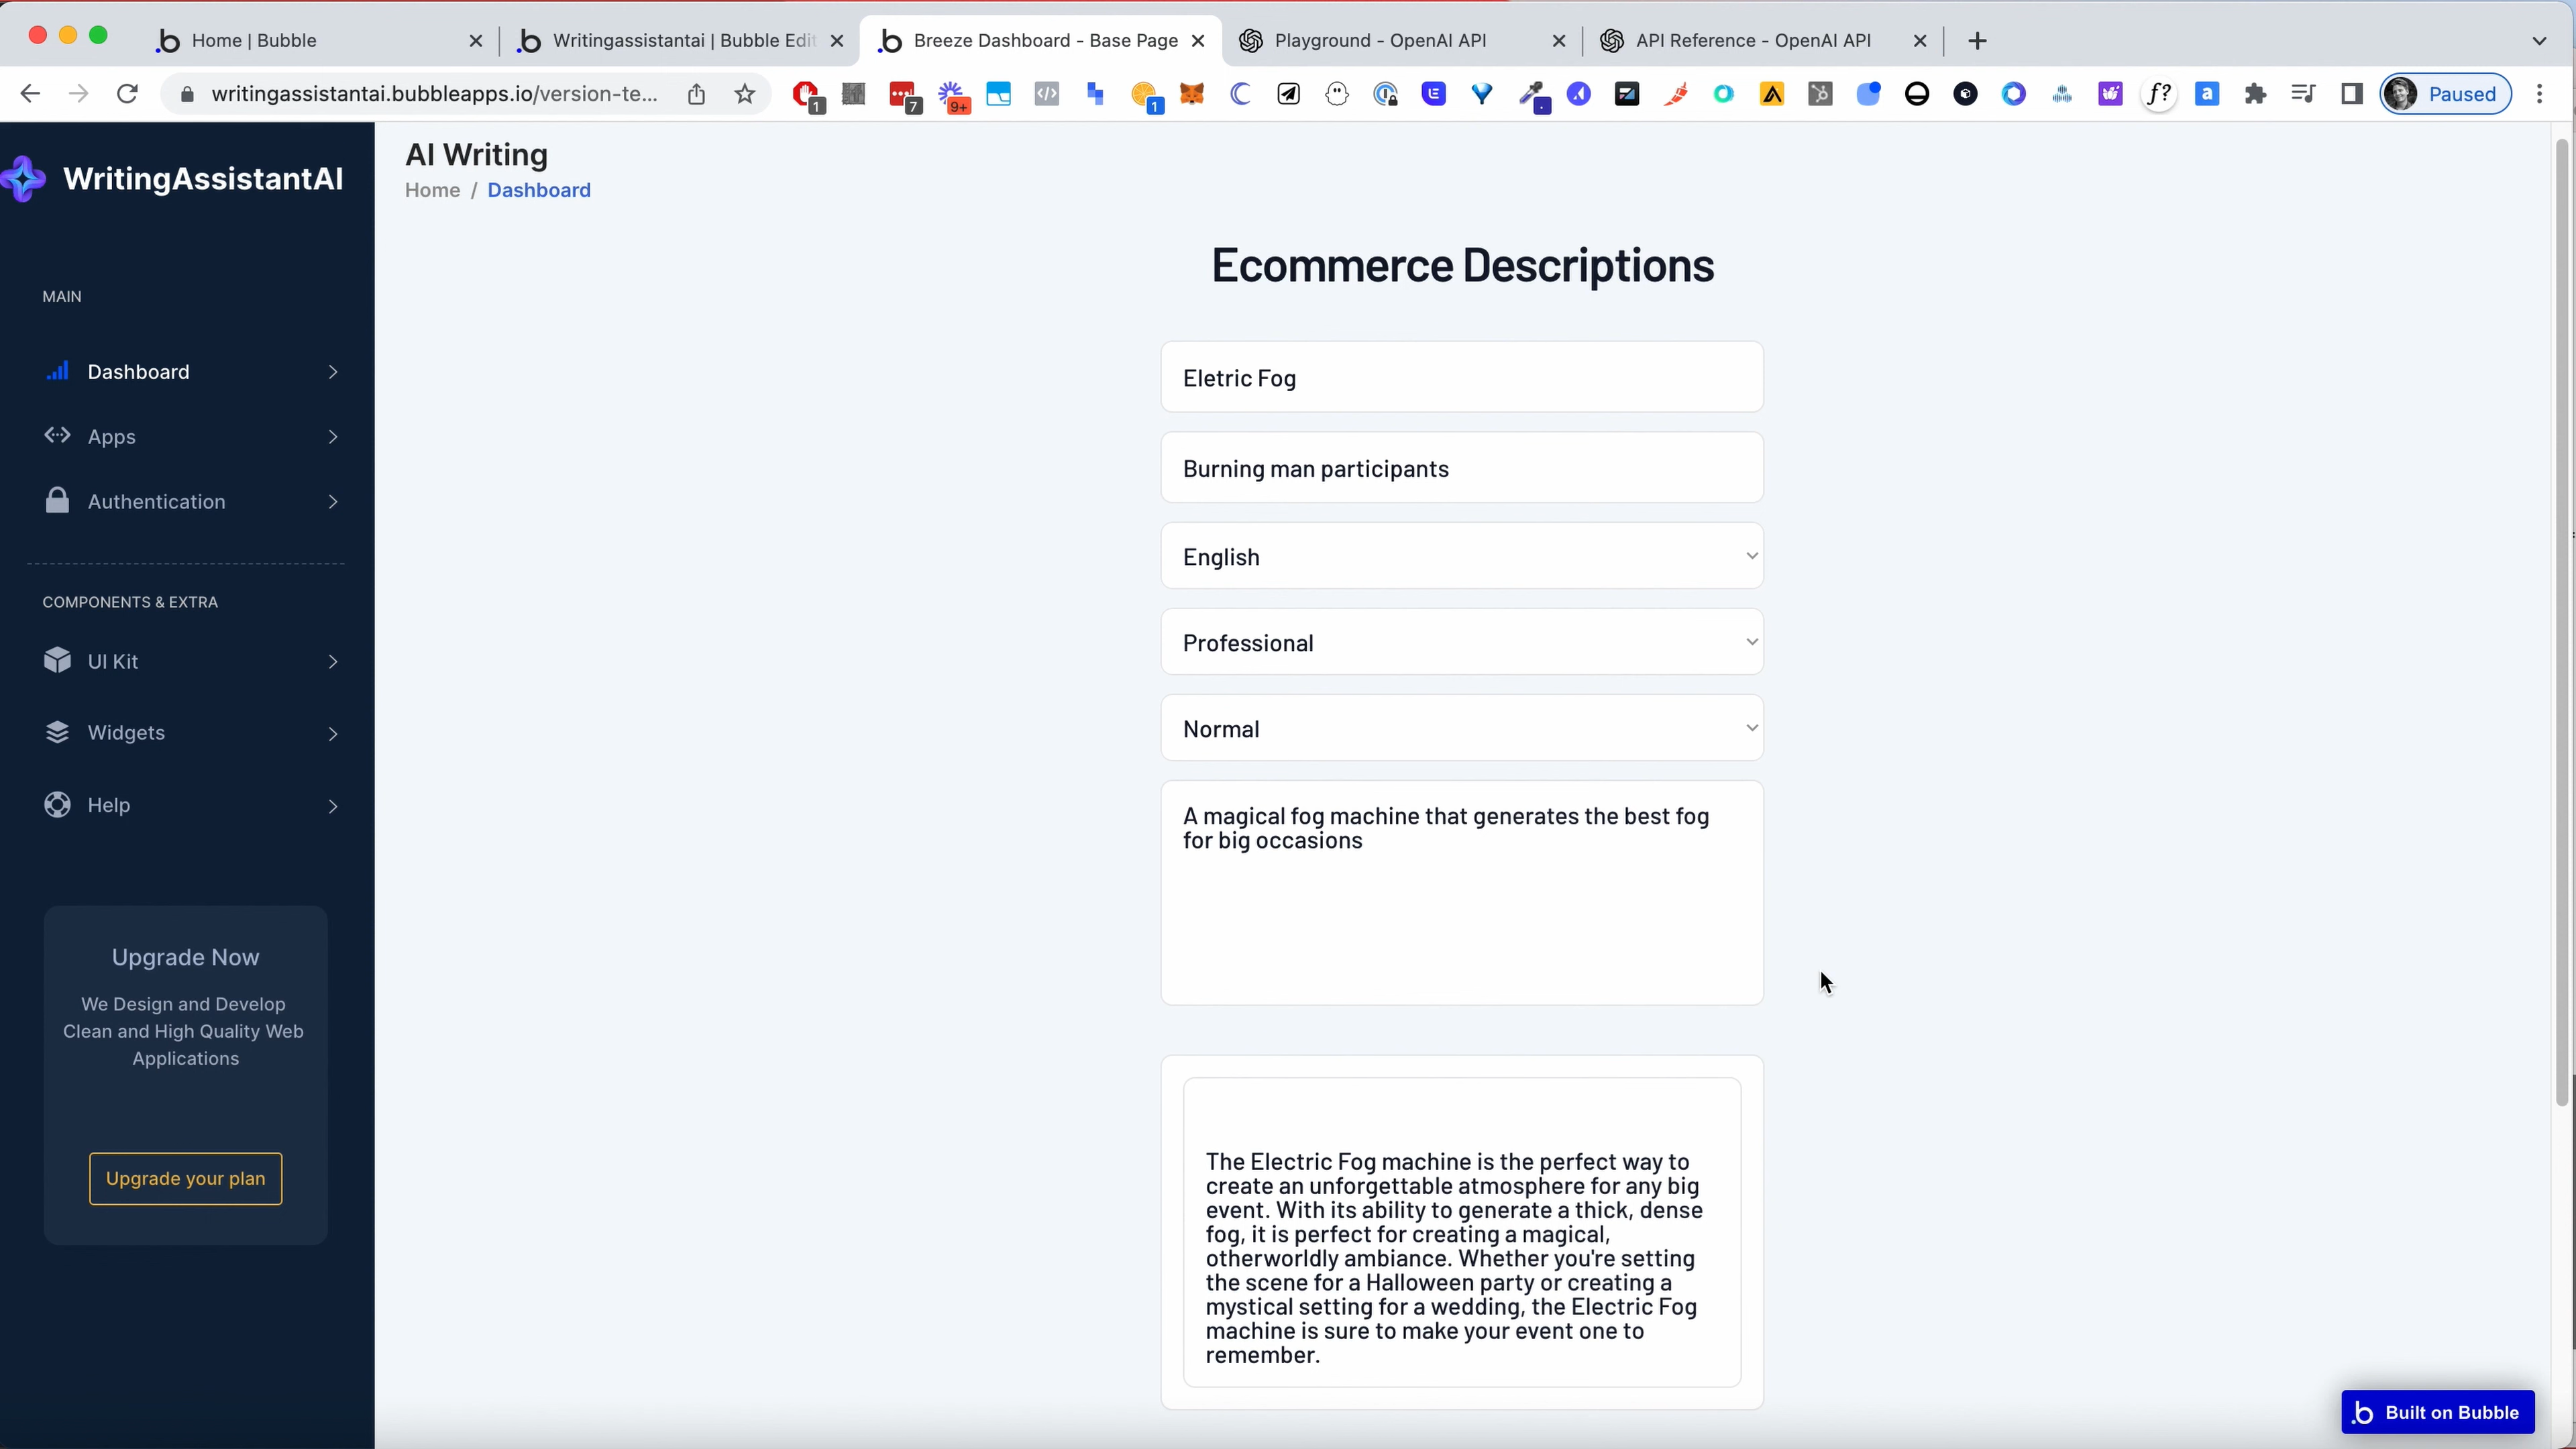 Home | Bubble
Writingassistantai | Bubble Edit
Breeze Dashboard - Base Page
Playground - OpenAI API
API Reference - OpenAI API
writingassistantai.bubbleapps.io/version-te...
1
7
9+
1
f?
a
Paused
WritingAssistantAI
MAIN
Dashboard
Apps
Authentication
COMPONENTS & EXTRA
UI Kit
Widgets
Help
Upgrade Now
We Design and Develop
Clean and High Quality Web
Applications
Upgrade your plan
AI Writing
Home / Dashboard
Ecommerce Descriptions
Eletric Fog
Burning man participants
English
Professional
Normal
A magical fog machine that generates the best fog
for big occasions
The Electric Fog machine is the perfect way to
create an unforgettable atmosphere for any big
event. With its ability to generate a thick, dense
fog, it is perfect for creating a magical,
otherworldly ambiance. Whether you're setting
the scene for a Halloween party or creating a
mystical setting for a wedding, the Electric Fog
machine is sure to make your event one to
remember.
Built on Bubble